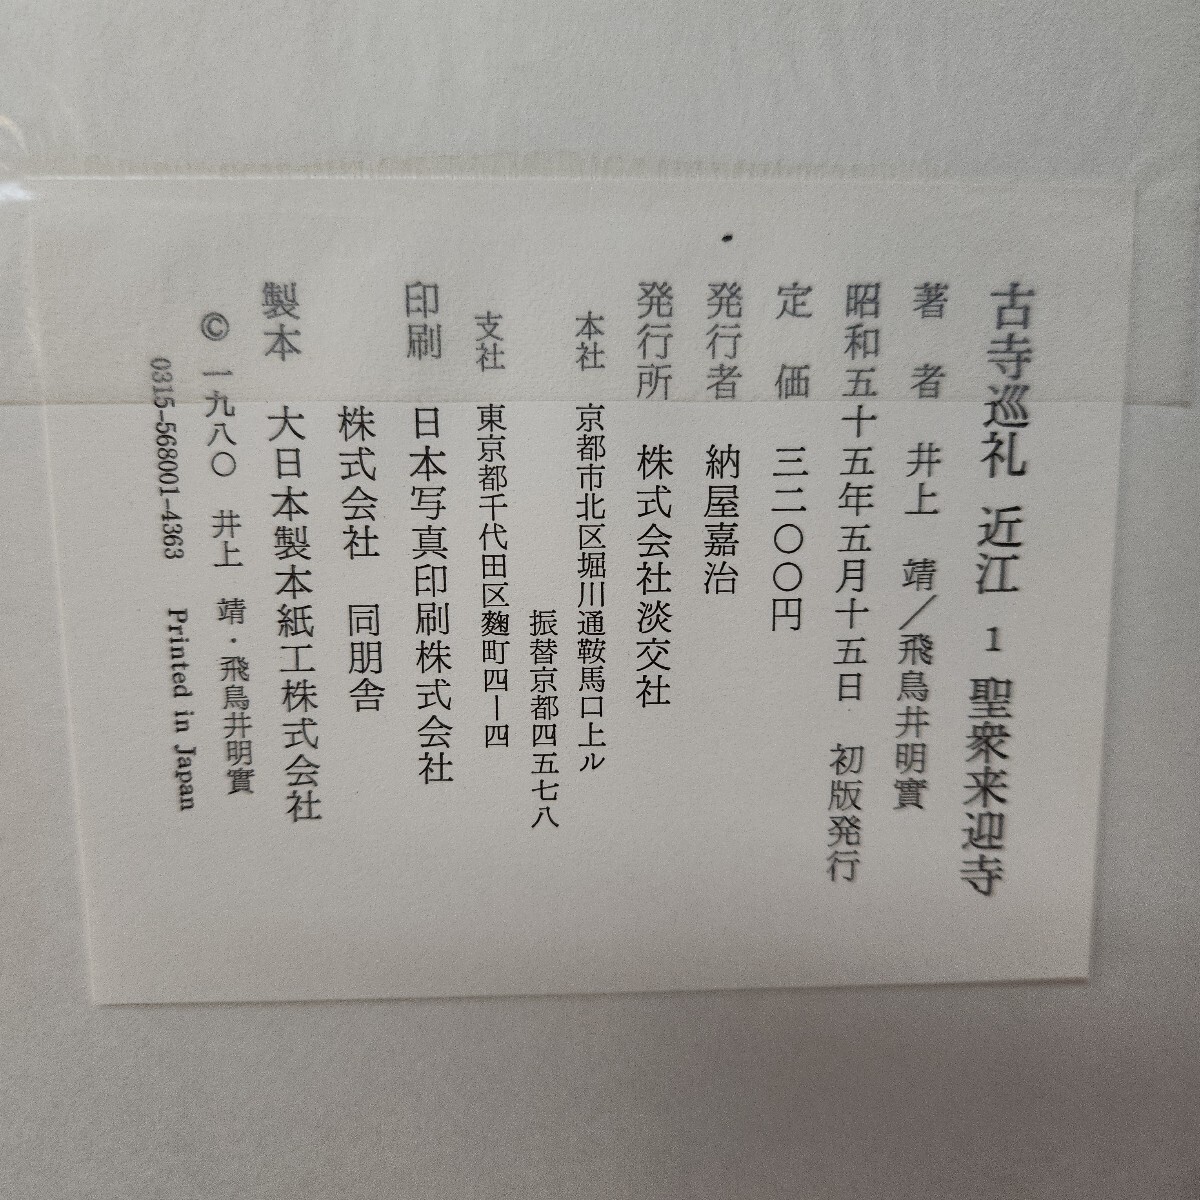 古寺巡礼 近江 1 聖衆来迎寺
著者 井上 靖／飛鳥井明實
昭和五十五年五月十五日 初版発行
定価 三二〇〇円
発行者 納屋嘉治
発行所 株式会社淡交社
本社 京都市北区堀川通鞍馬口上ル
振替京都四五七八
支社 東京都千代田区麹町四ー四
印刷 日本写真印刷株式会社
株式会社 同朋舎
製本 大日本製本紙工株式会社
© 一九八〇 井上 靖・飛鳥井明實
0315-568001-4363 Printed in Japan